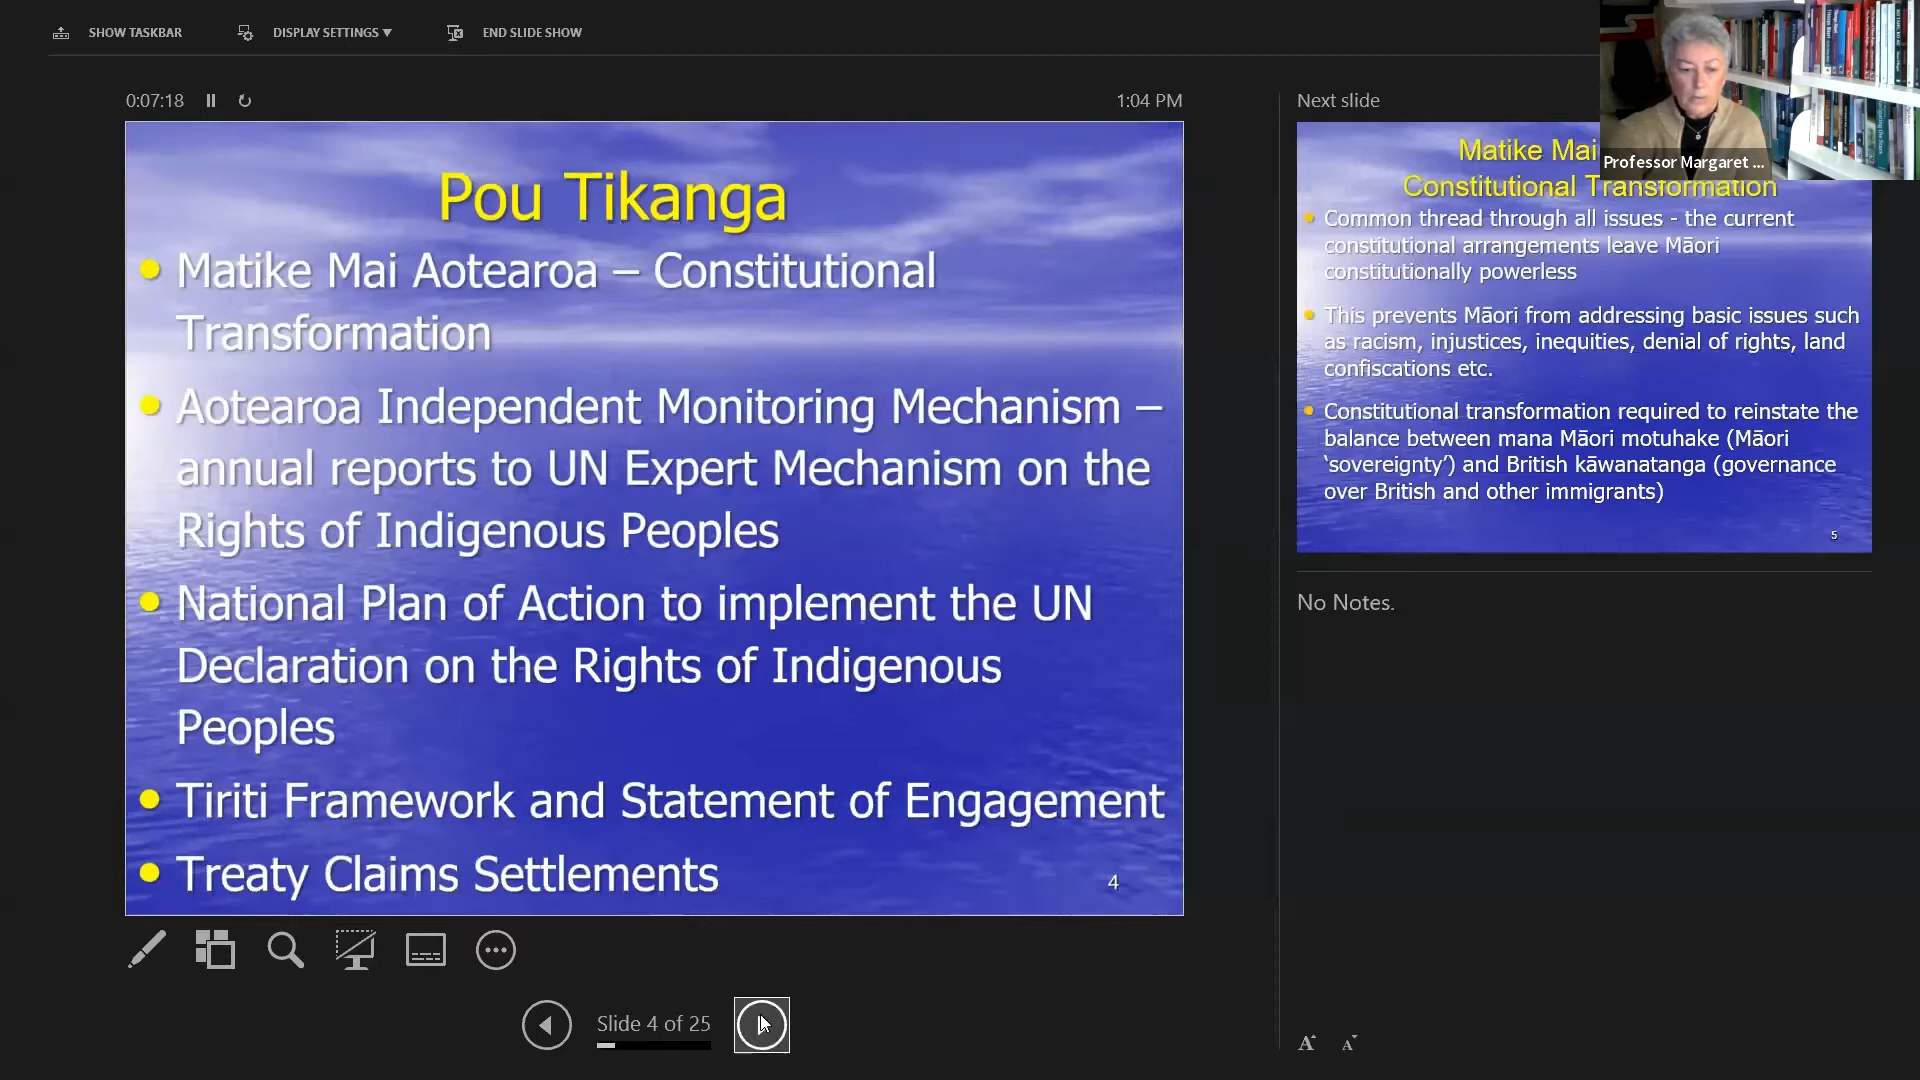 SHOW TASKBAR
DISPLAY SETTINGS ▼
END SLIDE SHOW
0:07:18
1:04 PM
Pou Tikanga
• Matike Mai Aotearoa – Constitutional
Transformation
• Aotearoa Independent Monitoring Mechanism –
annual reports to UN Expert Mechanism on the
Rights of Indigenous Peoples
• National Plan of Action to implement the UN
Declaration on the Rights of Indigenous
Peoples
• Tiriti Framework and Statement of Engagement
• Treaty Claims Settlements
4
Slide 4 of 25
Next slide
Professor Margaret ...
Matike Mai
Constitutional Transformation
• Common thread through all issues - the current
constitutional arrangements leave Māori
constitutionally powerless
• This prevents Māori from addressing basic issues such
as racism, injustices, inequities, denial of rights, land
confiscations etc.
• Constitutional transformation required to reinstate the
balance between mana Māori motuhake (Māori
‘sovereignty’) and British kāwanatanga (governance
over British and other immigrants)
5
No Notes.
A A